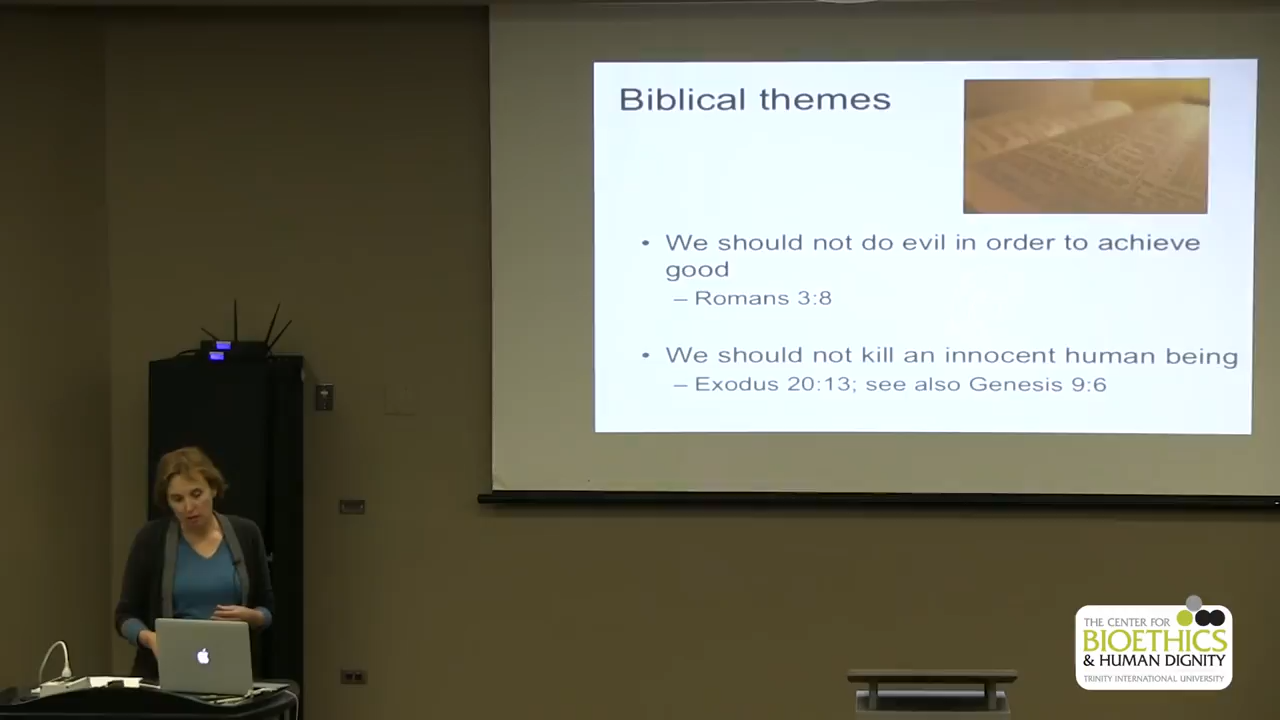 Biblical themes
• We should not do evil in order to achieve
good
– Romans 3:8
• We should not kill an innocent human being
– Exodus 20:13; see also Genesis 9:6
THE CENTER FOR
BIOETHICS
& HUMAN DIGNITY
TRINITY INTERNATIONAL UNIVERSITY